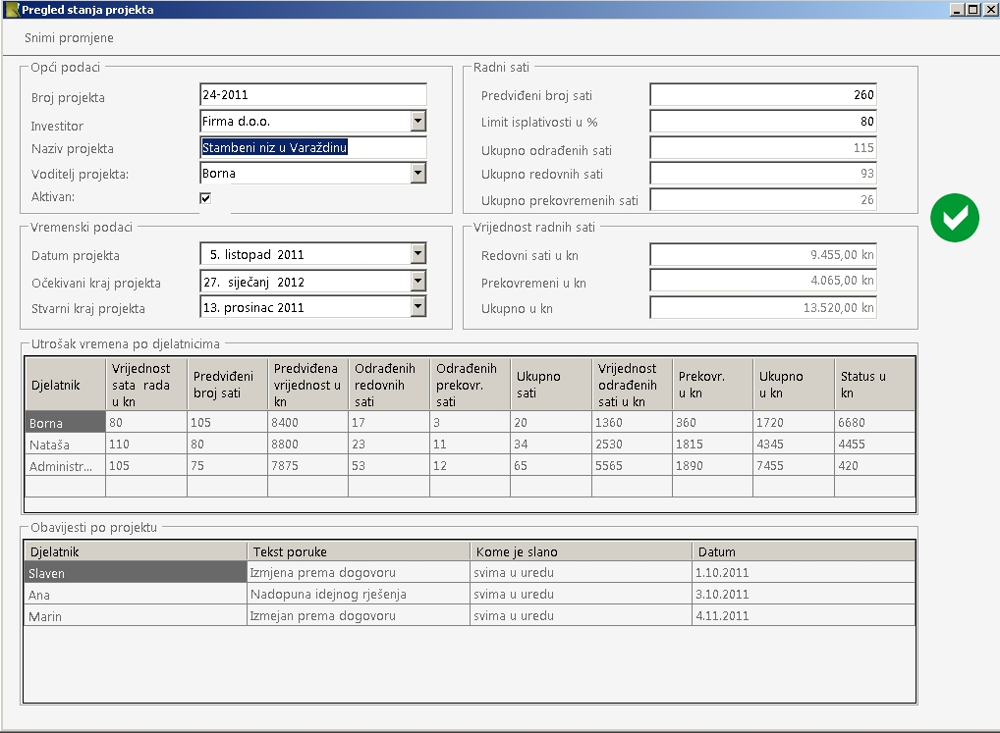 Pregled stanja projekta
Snimi promjene
Opći podaci
Broj projekta 24-2011
Investitor Firma d.o.o.
Naziv projekta Stambeni niz u Varaždinu
Voditelj projekta: Borna
Aktivan:
Radni sati
Predviđeni broj sati 260
Limit isplativosti u % 80
Ukupno odrađenih sati 115
Ukupno redovnih sati 93
Ukupno prekovremenih sati 26
Vremenski podaci
Datum projekta 5. listopad 2011
Očekivani kraj projekta 27. siječanj 2012
Stvarni kraj projekta 13. prosinac 2011
Vrijednost radnih sati
Redovni sati u kn 9.455,00 kn
Prekovremeni u kn 4.065,00 kn
Ukupno u kn 13.520,00 kn
Utrošak vremena po djelatnicima
Djelatnik Vrijednost sata rada u kn Predviđeni broj sati Predviđena vrijednost u kn Odrađenih redovnih sati Odrađenih prekovr. sati Ukupno sati Vrijednost odrađenih sati u kn Prekovr. u kn Ukupno u kn Status u kn
Borna 80 105 8400 17 3 20 1360 360 1720 6680
Nataša 110 80 8800 23 11 34 2530 1815 4345 4455
Administr... 105 75 7875 53 12 65 5565 1890 7455 420
Obavijesti po projektu
Djelatnik Tekst poruke Kome je slano Datum
Slaven Izmjena prema dogovoru svima u uredu 1.10.2011
Ana Nadopuna idejnog rješenja svima u uredu 3.10.2011
Marin Izmejan prema dogovoru svima u uredu 4.11.2011